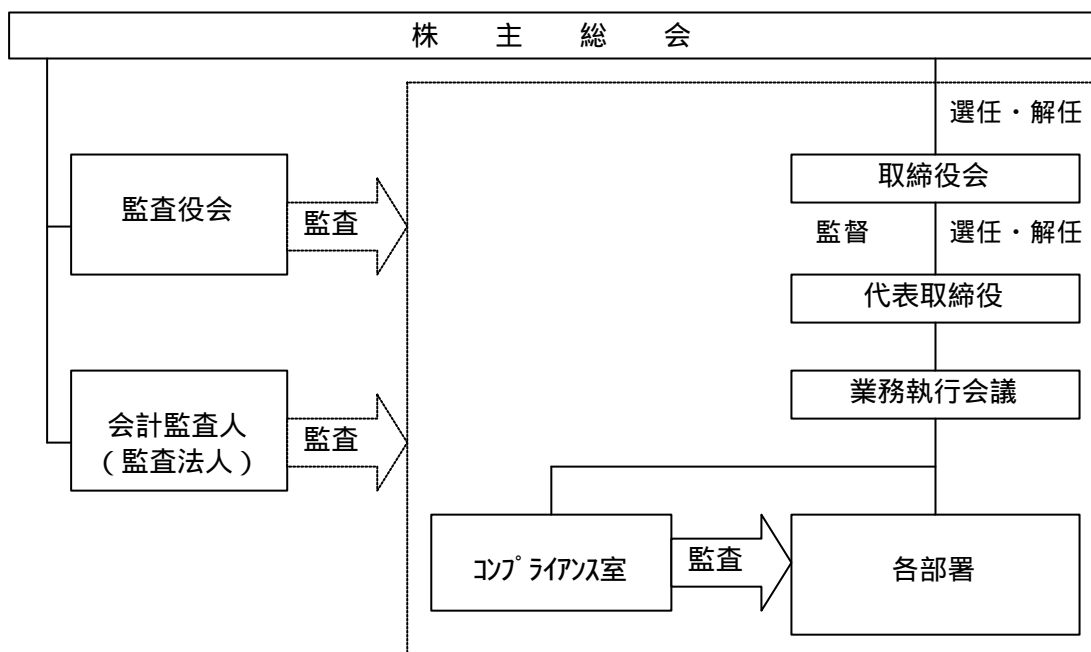 株主総会
選任・解任
取締役会
監査役会
監査
監督
選任・解任
代表取締役
業務執行会議
会計監査人
（監査法人）
監査
ｺﾝﾌﾟﾗｲｱﾝｽ室
監査
各部署